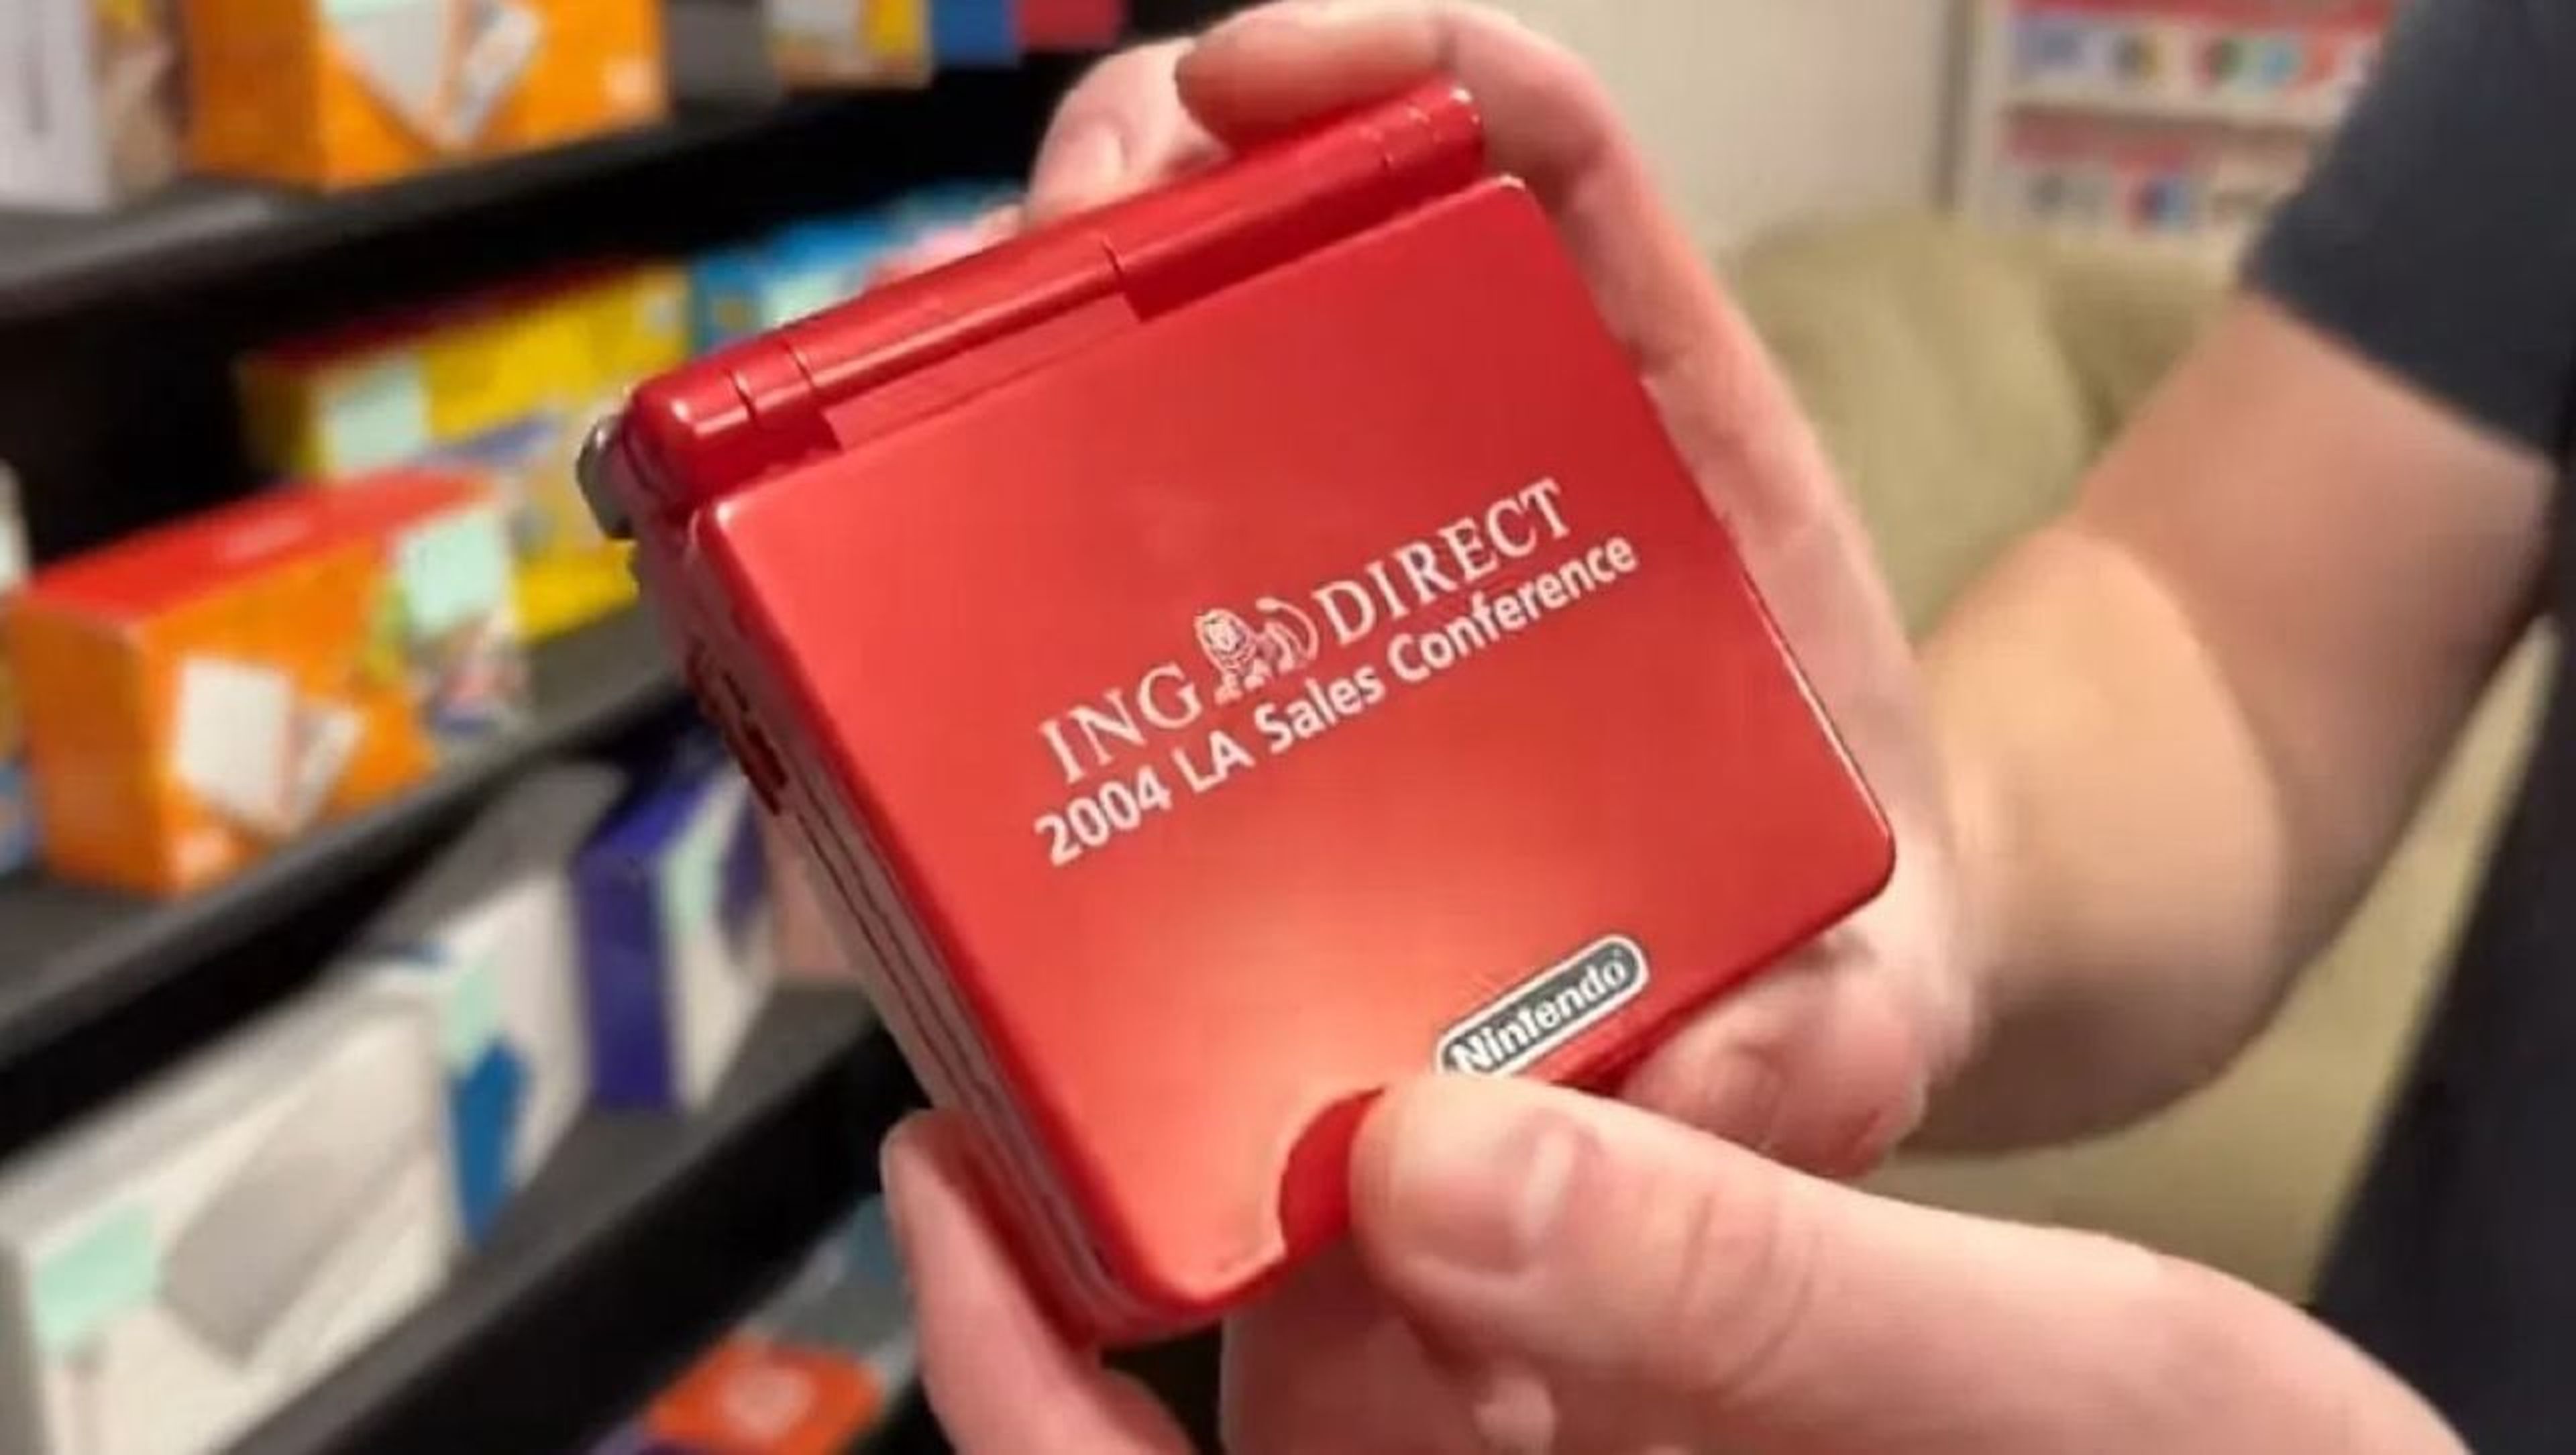 ING DIRECT
2004 LA Sales Conference
Nintendo